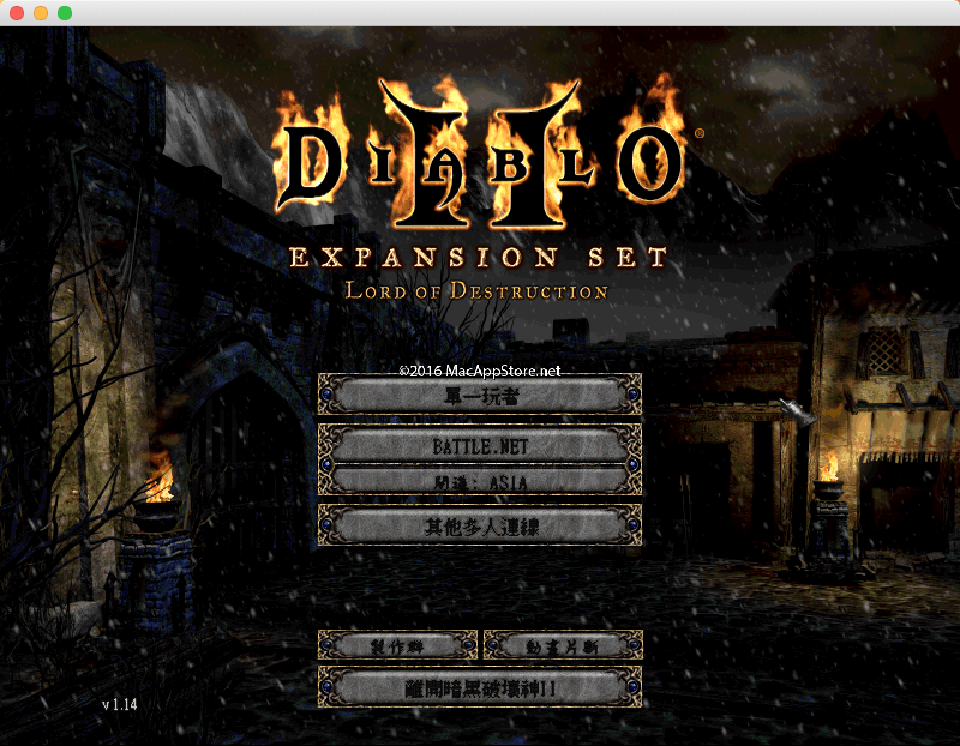 DIABLO II®
EXPANSION SET
LORD OF DESTRUCTION
©2016 MacAppStore.net
單一玩者
BATTLE.NET
閘道: ASIA
其他多人連線
製作群 動畫片斷
離開暗黑破壞神II
v 1.14